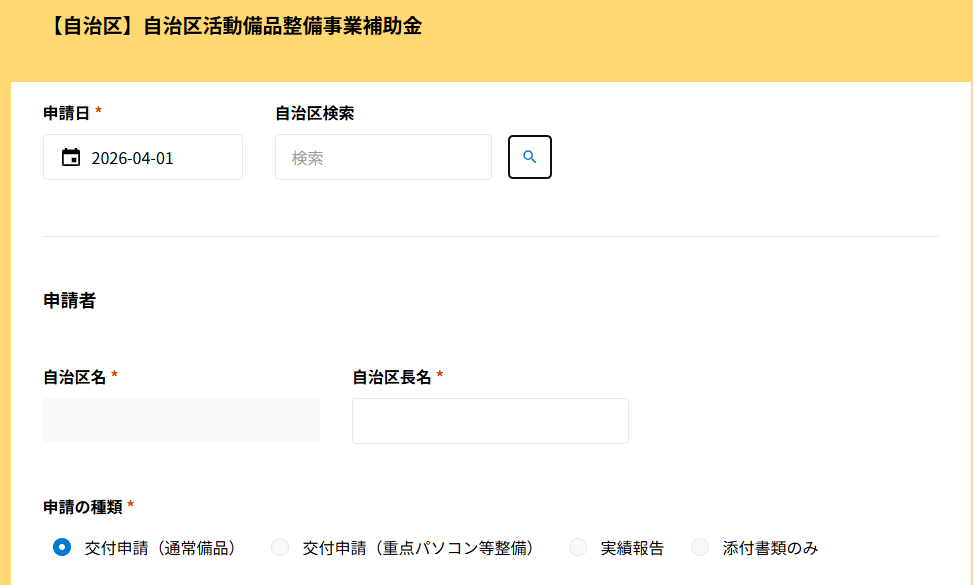 【自治区】自治区活動備品整備事業補助金
申請日 * 自治区検索
2026-04-01 検索
申請者
自治区名 * 自治区長名 *
申請の種類 *
交付申請（通常備品） 交付申請（重点パソコン等整備） 実績報告 添付書類のみ